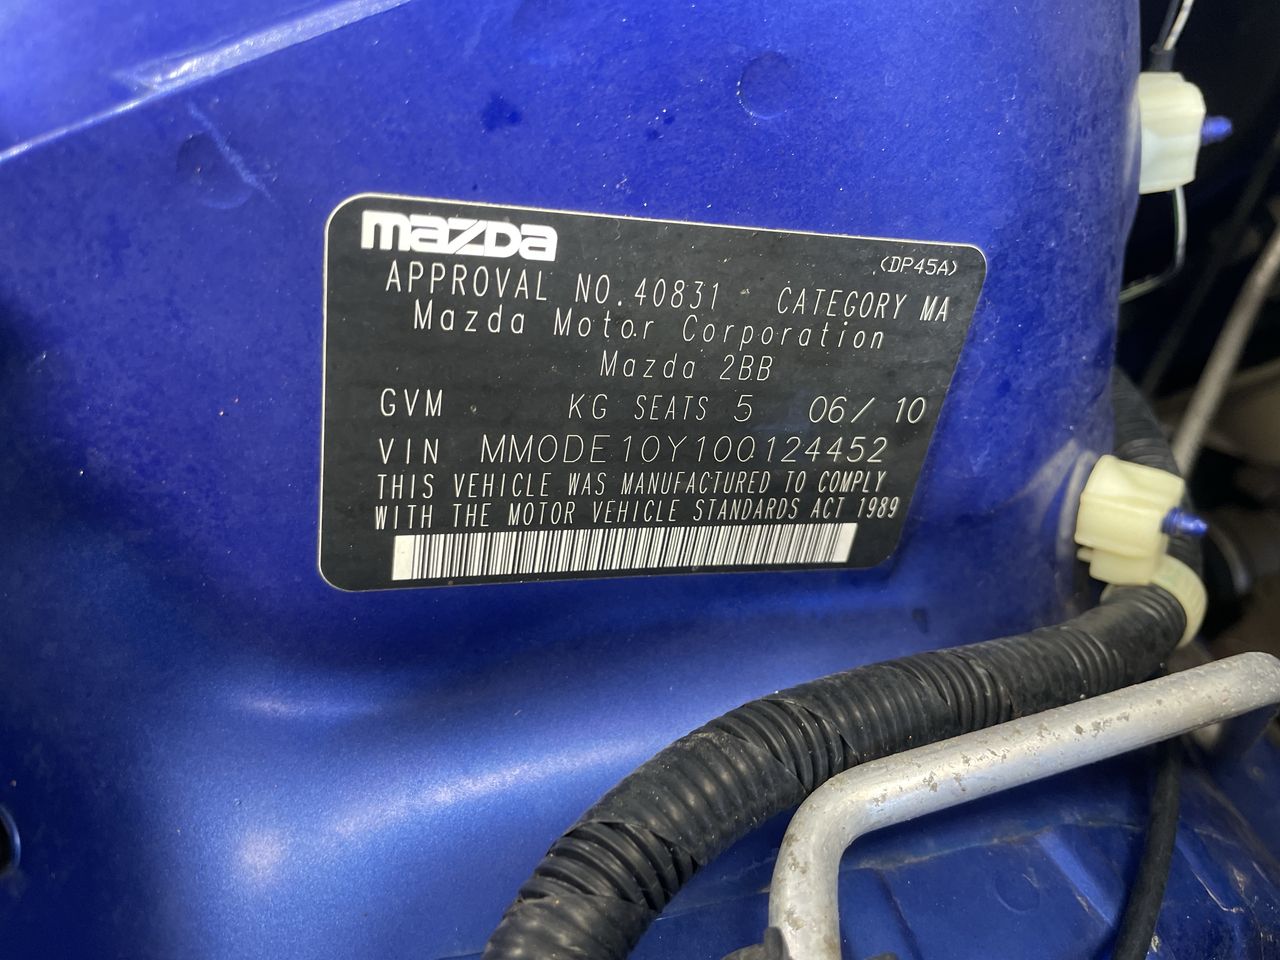 mazda
(DP45A)
APPROVAL NO.40831 CATEGORY MA
Mazda Motor Corporation
Mazda 2BB
GVM KG SEATS 5 06/10
VIN MM0DE10Y100124452
THIS VEHICLE WAS MANUFACTURED TO COMPLY
WITH THE MOTOR VEHICLE STANDARDS ACT 1989